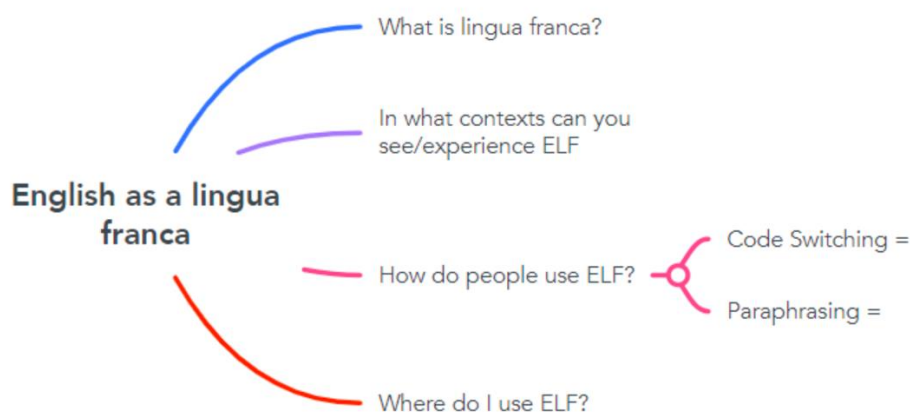 What is lingua franca?
In what contexts can you
see/experience ELF
English as a lingua
franca
How do people use ELF?
Code Switching =
Paraphrasing =
Where do I use ELF?